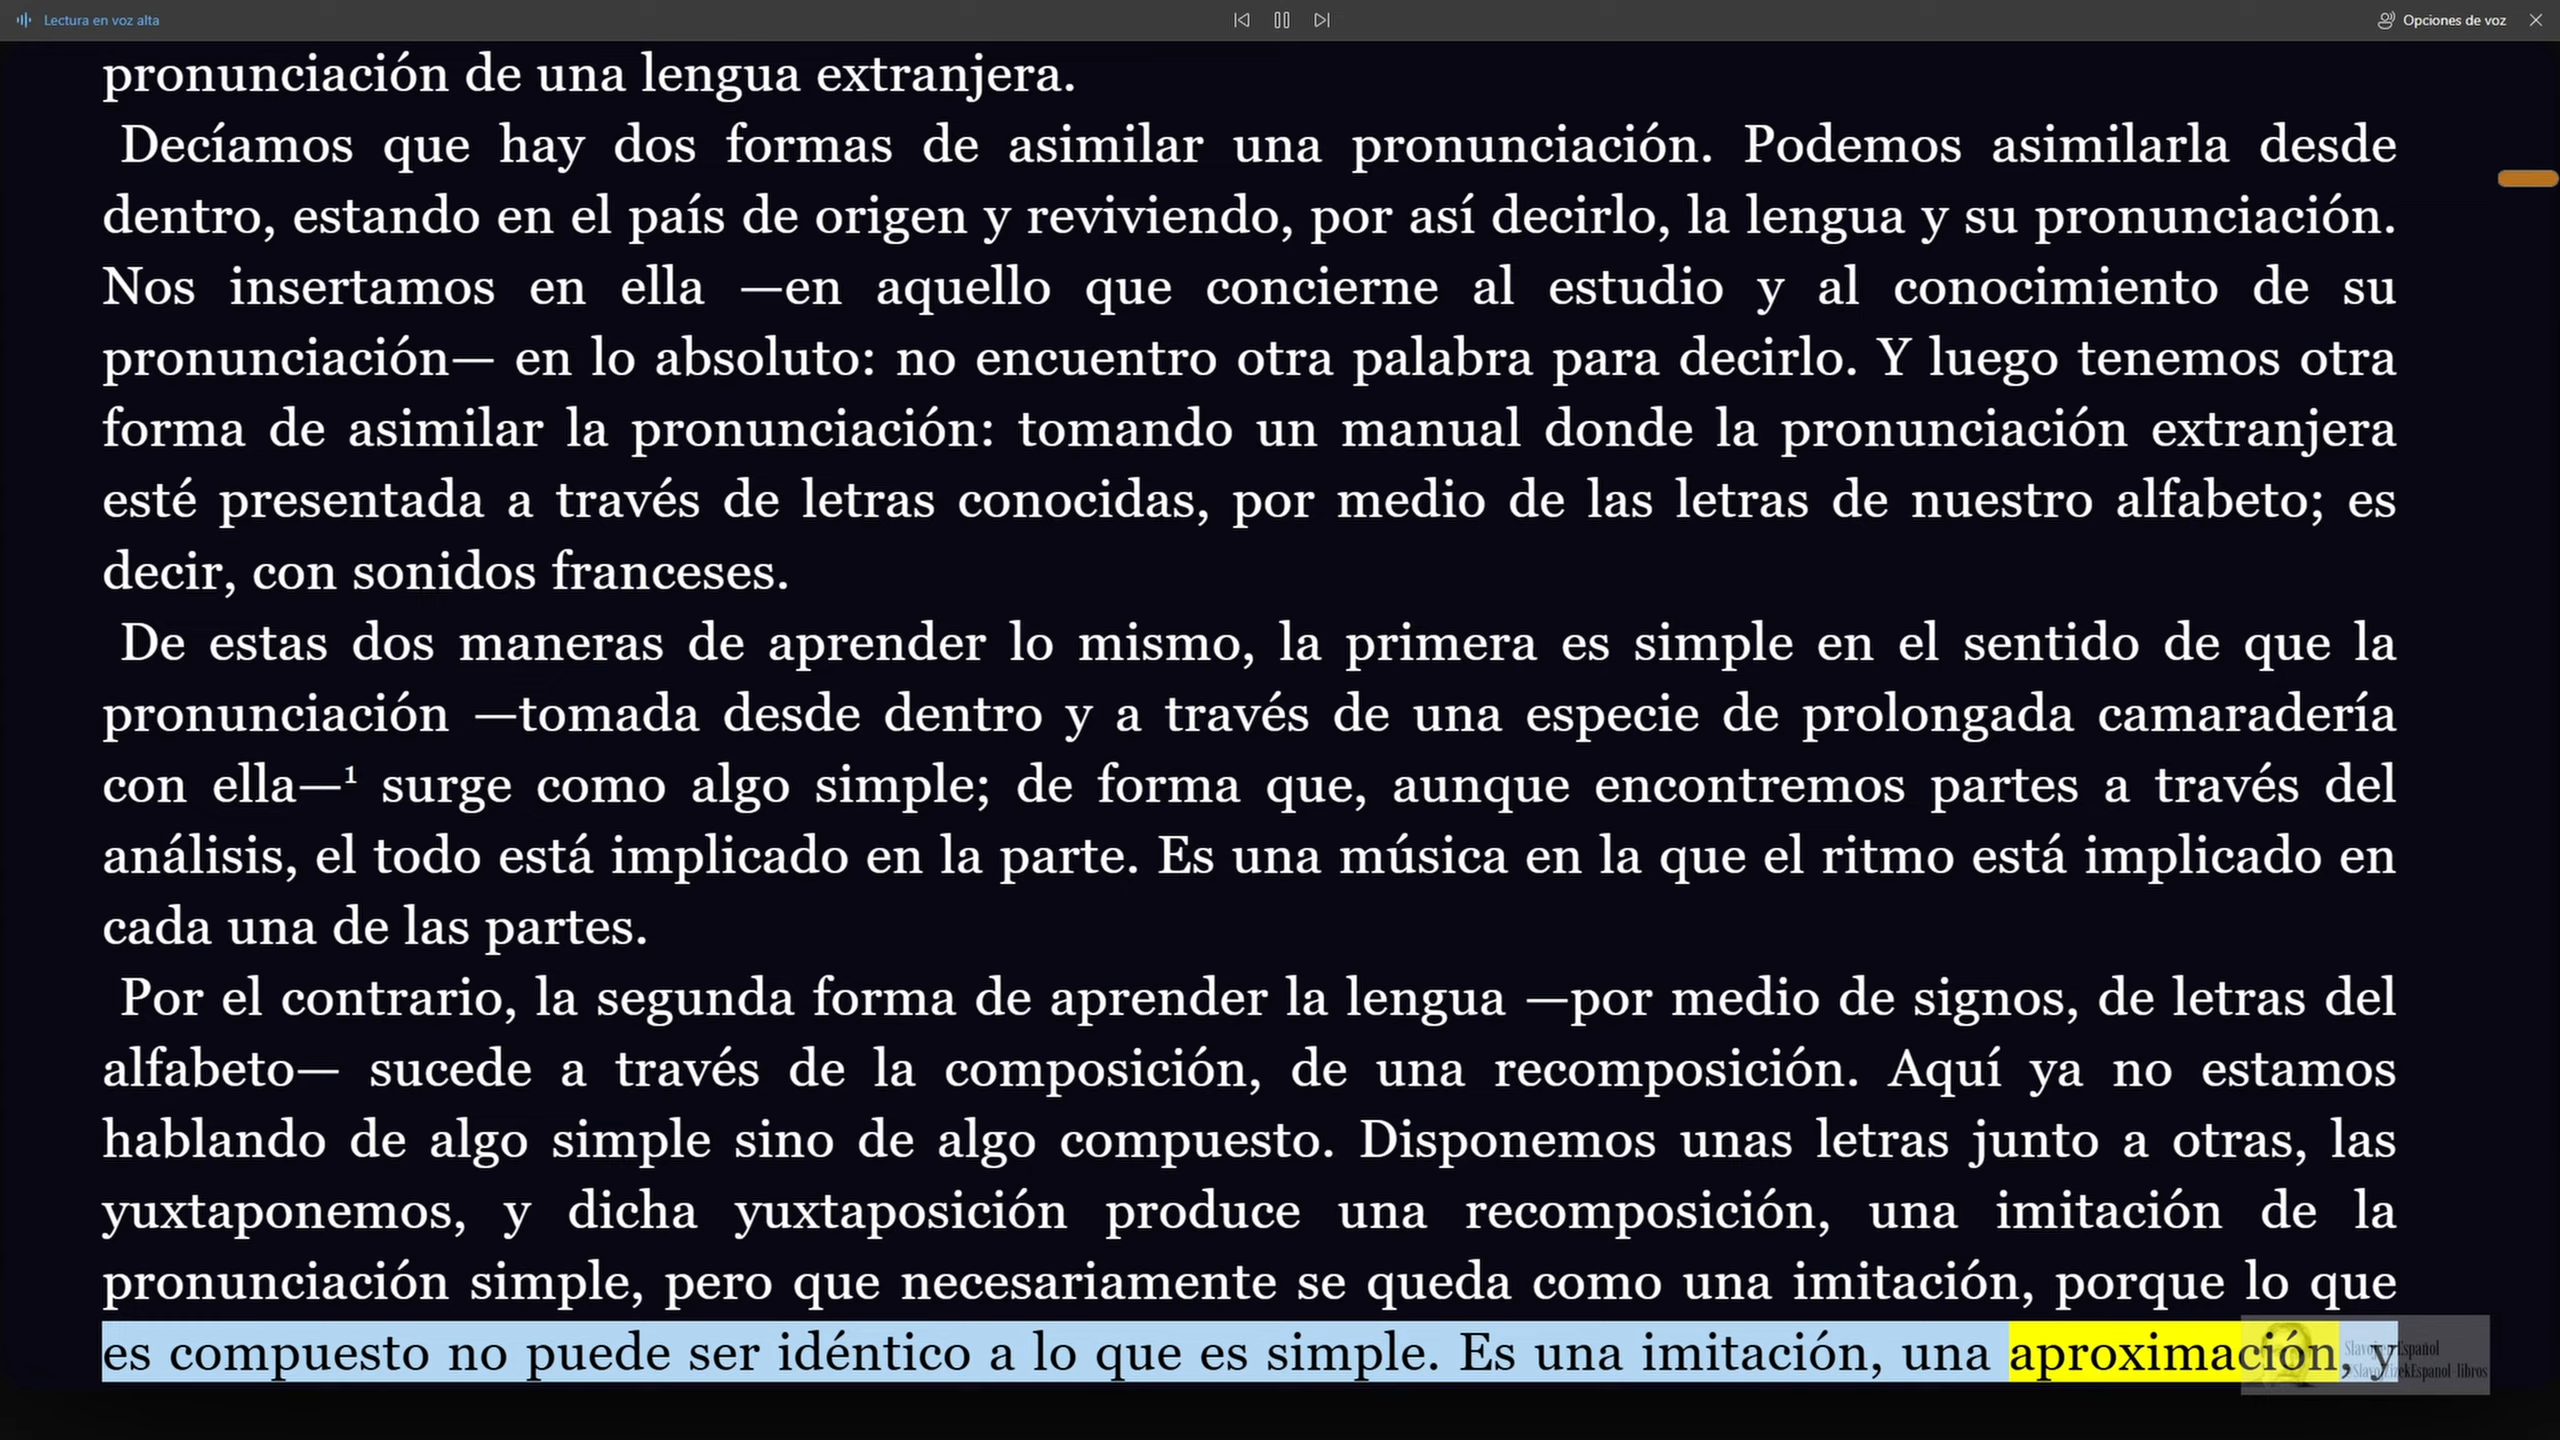 Lectura en voz alta
Opciones de voz
pronunciación de una lengua extranjera.
Decíamos que hay dos formas de asimilar una pronunciación. Podemos asimilarla desde
dentro, estando en el país de origen y reviviendo, por así decirlo, la lengua y su pronunciación.
Nos insertamos en ella —en aquello que concierne al estudio y al conocimiento de su
pronunciación— en lo absoluto: no encuentro otra palabra para decirlo. Y luego tenemos otra
forma de asimilar la pronunciación: tomando un manual donde la pronunciación extranjera
esté presentada a través de letras conocidas, por medio de las letras de nuestro alfabeto; es
decir, con sonidos franceses.
De estas dos maneras de aprender lo mismo, la primera es simple en el sentido de que la
pronunciación —tomada desde dentro y a través de una especie de prolongada camaradería
con ella—¹ surge como algo simple; de forma que, aunque encontremos partes a través del
análisis, el todo está implicado en la parte. Es una música en la que el ritmo está implicado en
cada una de las partes.
Por el contrario, la segunda forma de aprender la lengua —por medio de signos, de letras del
alfabeto— sucede a través de la composición, de una recomposición. Aquí ya no estamos
hablando de algo simple sino de algo compuesto. Disponemos unas letras junto a otras, las
yuxtaponemos, y dicha yuxtaposición produce una recomposición, una imitación de la
pronunciación simple, pero que necesariamente se queda como una imitación, porque lo que
es compuesto no puede ser idéntico a lo que es simple. Es una imitación, una aproximación, y
Español